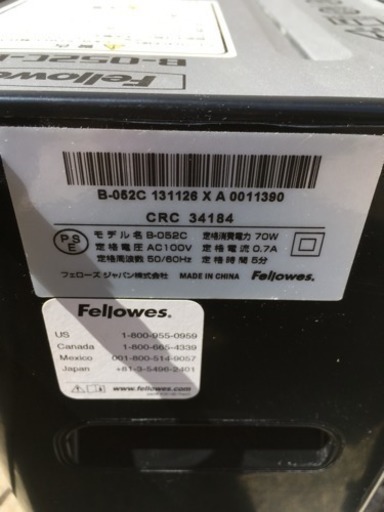 Fellowes
B-052C
B-052C 131126 X A 0011390
CRC 34184
PSE
モデル名 B-052C 定格消費電力 70W
定格電圧 AC100V 定格電流 0.7A
定格周波数 50/60Hz 定格時間 5分
フェローズジャパン株式会社 MADE IN CHINA Fellowes.
Fellowes.
US 1-800-955-0959
Canada 1-800-665-4339
Mexico 001-800-514-9057
Japan +81-3-5496-2401
www.fellowes.com